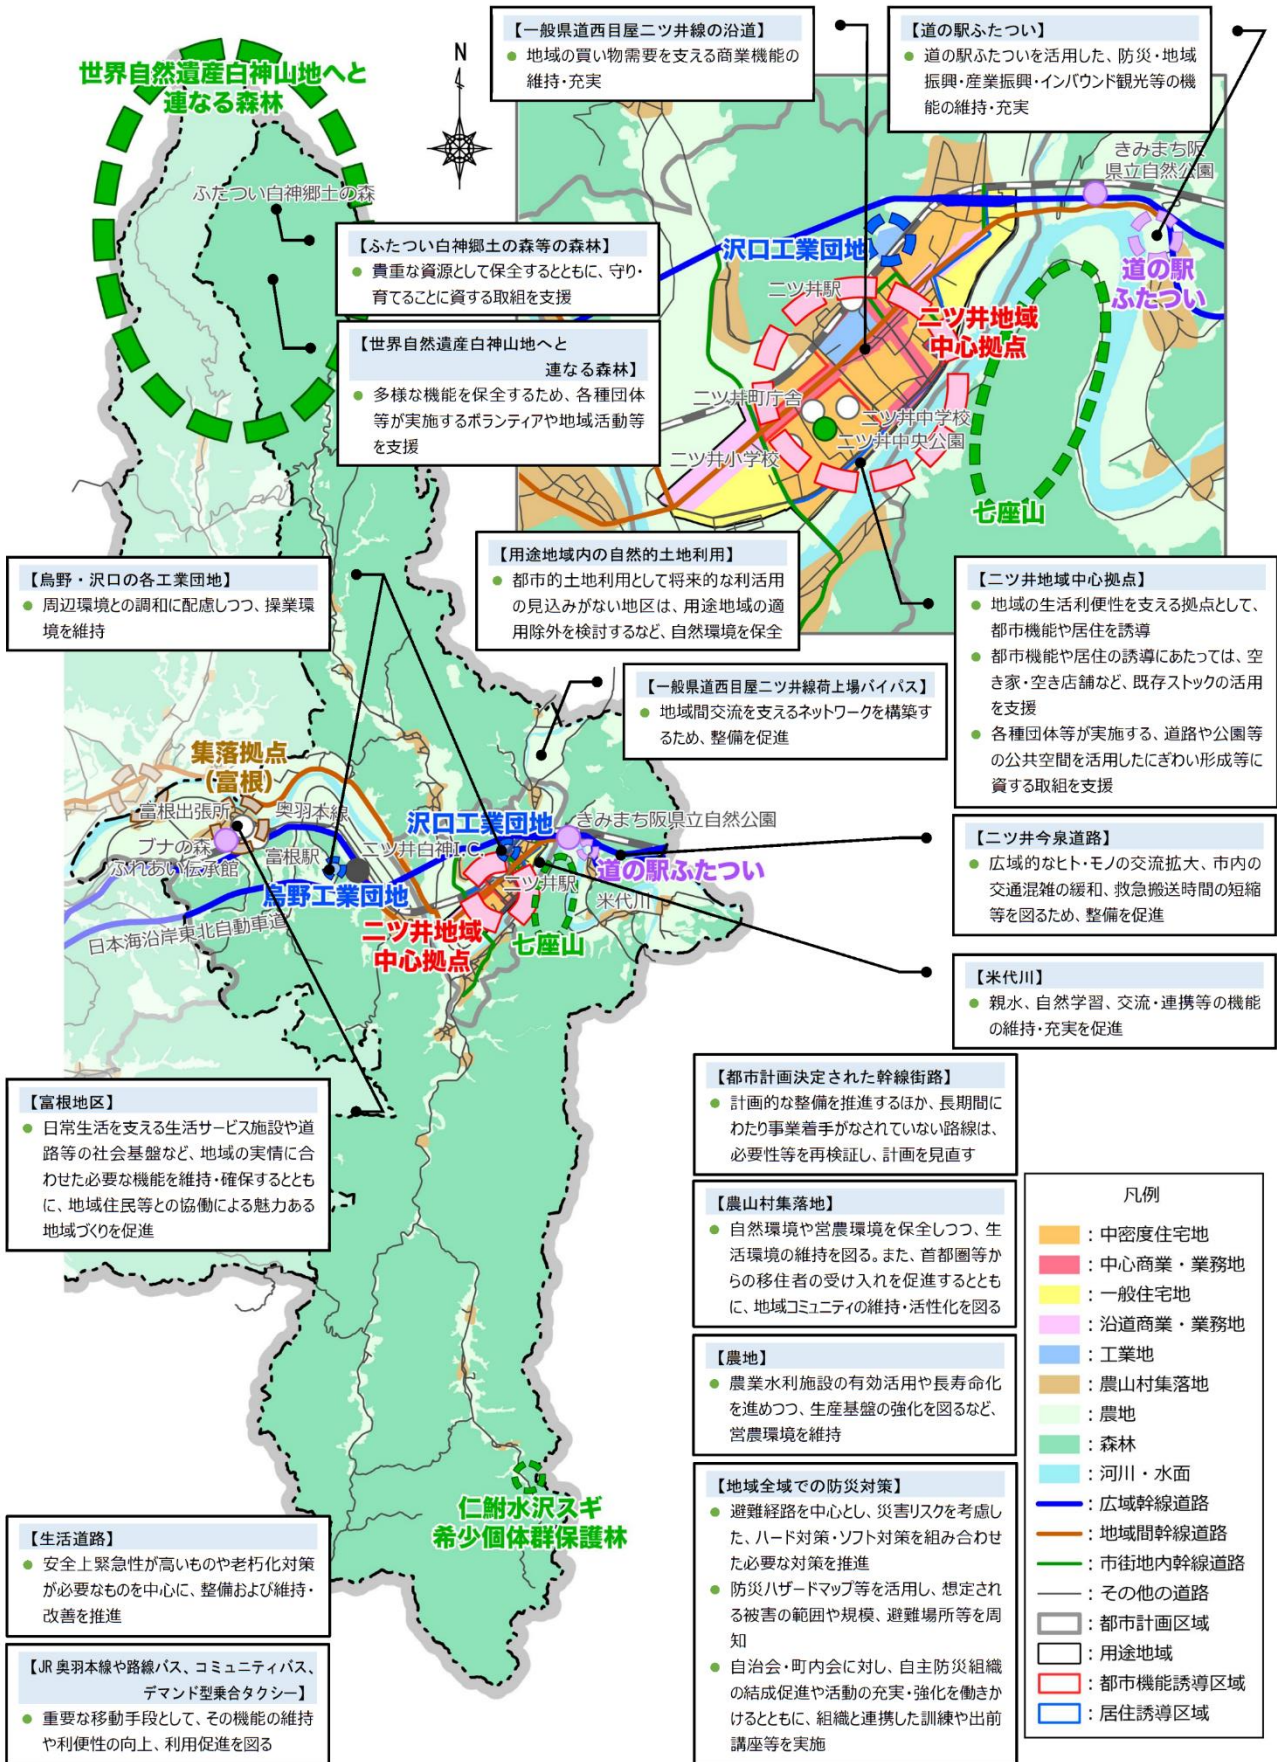 世界自然遺産白神山地へと
連なる森林
ふたつい白神郷土の森
N
【一般県道西目屋二ツ井線の沿道】
● 地域の買い物需要を支える商業機能の
維持・充実
【道の駅ふたつい】
● 道の駅ふたついを活用した、防災・地域
振興・産業振興・インバウンド観光等の機
能の維持・充実
きみまち阪
県立自然公園
沢口工業団地
道の駅
ふたつい
二ツ井駅
二ツ井地域
中心拠点
二ツ井町庁舎
二ツ井中学校
二ツ井中央公園
二ツ井小学校
七座山
【ふたつい白神郷土の森等の森林】
● 貴重な資源として保全するとともに、守り・
育てることに資する取組を支援
【世界自然遺産白神山地へと
連なる森林】
● 多様な機能を保全するため、各種団体
等が実施するボランティアや地域活動等
を支援
【用途地域内の自然的土地利用】
● 都市的土地利用として将来的な利活用
の見込みがない地区は、用途地域の適
用除外を検討するなど、自然環境を保全
【烏野・沢口の各工業団地】
● 周辺環境との調和に配慮しつつ、操業環
境を維持
【二ツ井地域中心拠点】
● 地域の生活利便性を支える拠点として、
都市機能や居住を誘導
● 都市機能や居住の誘導にあたっては、空
き家・空き店舗など、既存ストックの活用
を支援
● 各種団体等が実施する、道路や公園等
の公共空間を活用したにぎわい形成等に
資する取組を支援
【一般県道西目屋二ツ井線荷上場バイパス】
● 地域間交流を支えるネットワークを構築す
るため、整備を促進
集落拠点
(富根)
富根出張所
奥羽本線
ブナの森
ふれあい伝承館
富根駅
二ツ井白神I.C.
沢口工業団地
きみまち阪県立自然公園
道の駅ふたつい
烏野工業団地
二ツ井駅
米代川
日本海沿岸東北自動車道
二ツ井地域
中心拠点
七座山
【二ツ井今泉道路】
● 広域的なヒト・モノの交流拡大、市内の
交通混雑の緩和、救急搬送時間の短縮
等を図るため、整備を促進
【米代川】
● 親水、自然学習、交流・連携等の機能
の維持・充実を促進
【富根地区】
● 日常生活を支える生活サービス施設や道
路等の社会基盤など、地域の実情に合
わせた必要な機能を維持・確保するととも
に、地域住民等との協働による魅力ある
地域づくりを促進
【都市計画決定された幹線街路】
● 計画的な整備を推進するほか、長期間に
わたり事業着手がなされていない路線は、
必要性等を再検証し、計画を見直す
【農山村集落地】
● 自然環境や営農環境を保全しつつ、生
活環境の維持を図る。また、首都圏等か
らの移住者の受け入れを促進するととも
に、地域コミュニティの維持・活性化を図る
【農地】
● 農業水利施設の有効活用や長寿命化
を進めつつ、生産基盤の強化を図るなど、
営農環境を維持
【地域全域での防災対策】
● 避難経路を中心とし、災害リスクを考慮し
た、ハード対策・ソフト対策を組み合わせ
た必要な対策を推進
● 防災ハザードマップ等を活用し、想定され
る被害の範囲や規模、避難場所等を周
知
● 自治会・町内会に対し、自主防災組織
の結成促進や活動の充実・強化を働きか
けるとともに、組織と連携した訓練や出前
講座等を実施
仁鮒水沢スギ
希少個体群保護林
【生活道路】
● 安全上緊急性が高いものや老朽化対策
が必要なものを中心に、整備および維持・
改善を推進
【JR奥羽本線や路線バス、コミュニティバス、
デマンド型乗合タクシー】
● 重要な移動手段として、その機能の維持
や利便性の向上、利用促進を図る
凡例
：中密度住宅地
：中心商業・業務地
：一般住宅地
：沿道商業・業務地
：工業地
：農山村集落地
：農地
：森林
：河川・水面
：広域幹線道路
：地域間幹線道路
：市街地内幹線道路
：その他の道路
：都市計画区域
：用途地域
：都市機能誘導区域
：居住誘導区域